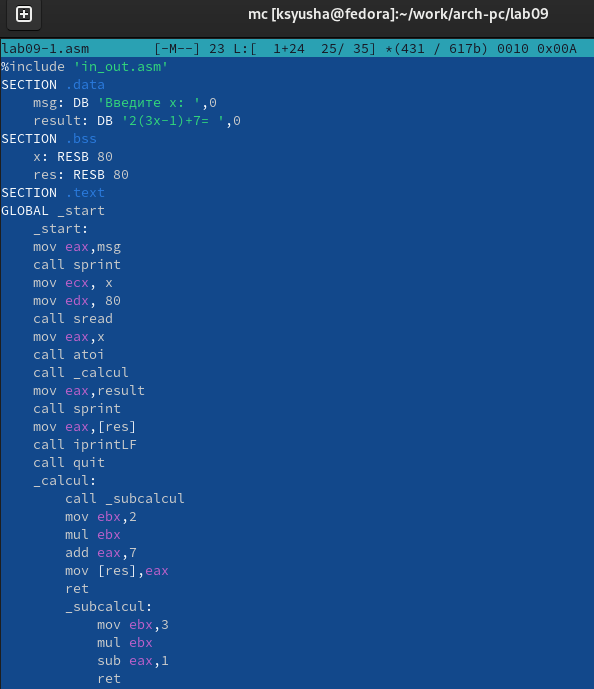 mc [ksyusha@fedora]:~/work/arch-pc/lab09
lab09-1.asm        [-M--] 23 L:[  1+24  25/ 35] *(431 / 617b) 0010 0x00A
%include 'in_out.asm'
SECTION .data
    msg: DB 'Введите x: ',0
    result: DB '2(3x-1)+7= ',0
SECTION .bss
    x: RESB 80
    res: RESB 80
SECTION .text
GLOBAL _start
    _start:
    mov eax,msg
    call sprint
    mov ecx, x
    mov edx, 80
    call sread
    mov eax,x
    call atoi
    call _calcul
    mov eax,result
    call sprint
    mov eax,[res]
    call iprintLF
    call quit
    _calcul:
        call _subcalcul
        mov ebx,2
        mul ebx
        add eax,7
        mov [res],eax
        ret
        _subcalcul:
            mov ebx,3
            mul ebx
            sub eax,1
            ret